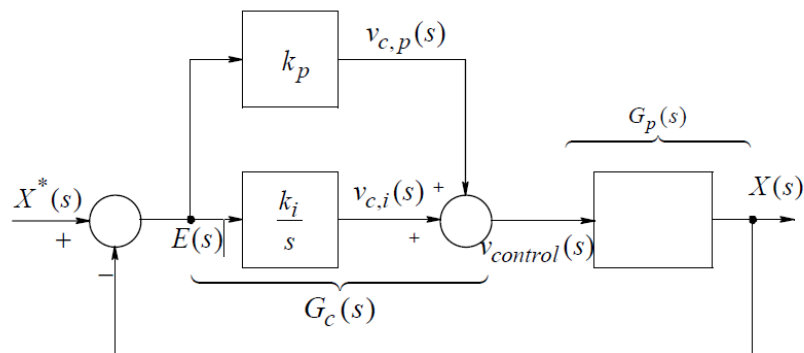 v_{c,p}(s)
k_p
G_p(s)
X^*(s)
+
−
E(s)
k_i
s
v_{c,i}(s)
+
+
v_{control}(s)
X(s)
G_c(s)